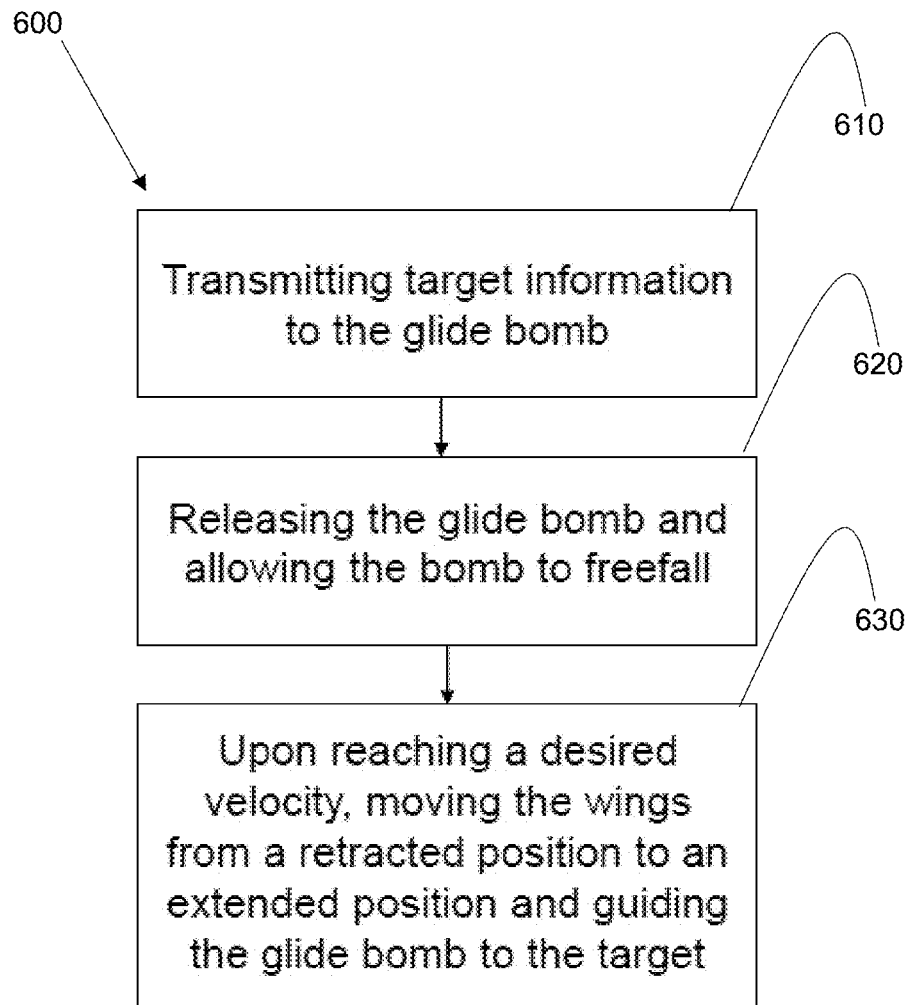 600
610
Transmitting target information
to the glide bomb
620
Releasing the glide bomb and
allowing the bomb to freefall
630
Upon reaching a desired
velocity, moving the wings
from a retracted position to an
extended position and guiding
the glide bomb to the target